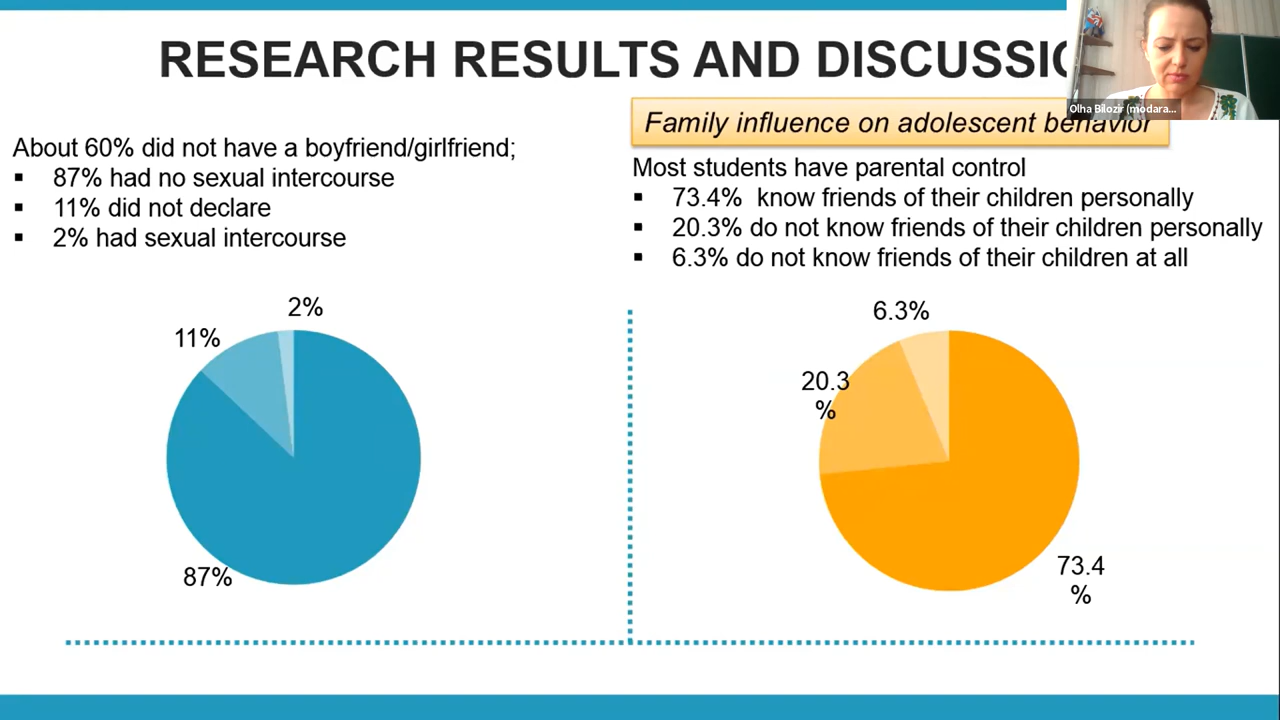 RESEARCH RESULTS AND DISCUSSIO
Olha Bilozir (modara...
About 60% did not have a boyfriend/girlfriend;
▪ 87% had no sexual intercourse
▪ 11% did not declare
▪ 2% had sexual intercourse
2%
11%
87%
Family influence on adolescent behavior
Most students have parental control
▪ 73.4% know friends of their children personally
▪ 20.3% do not know friends of their children personally
▪ 6.3% do not know friends of their children at all
6.3%
20.3
%
73.4
%